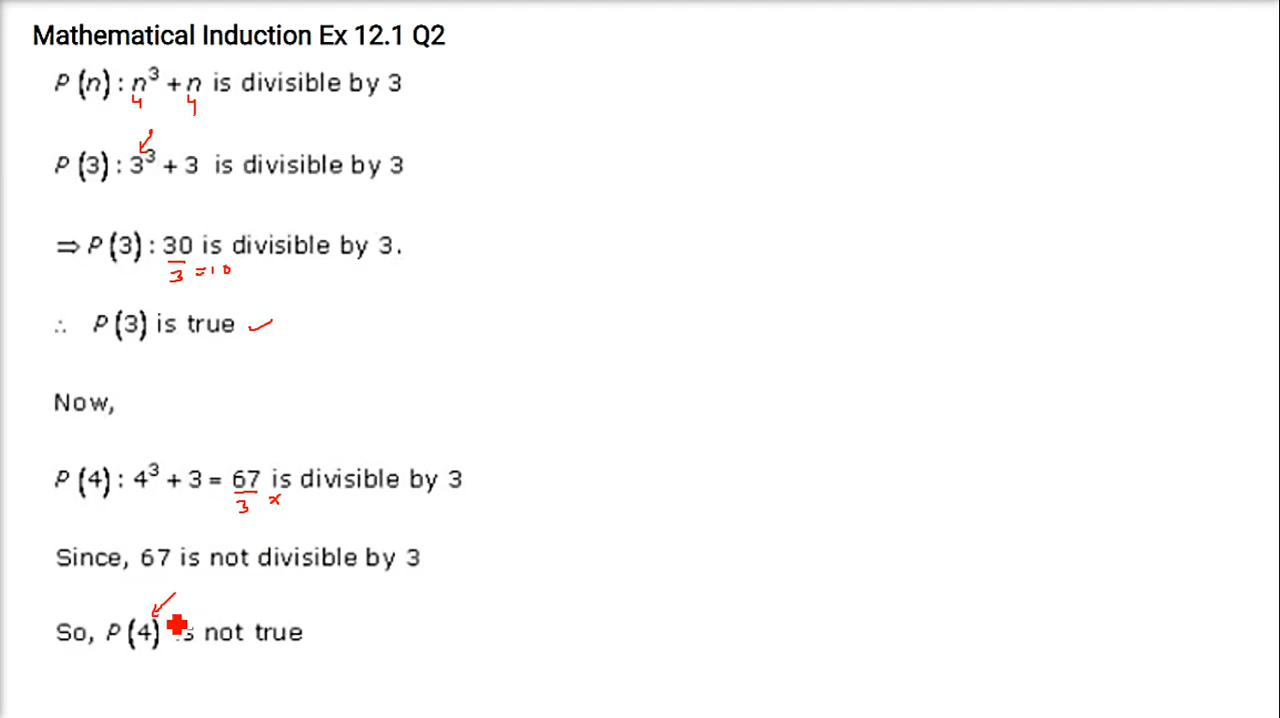 Mathematical Induction Ex 12.1 Q2
P(n) : n³ + n is divisible by 3
4 4
P(3) : 3³ + 3 is divisible by 3
⇒ P(3) : 30 is divisible by 3.
3 = 10
∴ P(3) is true ✓
Now,
P(4) : 4³ + 3 = 67 is divisible by 3
3 ×
Since, 67 is not divisible by 3
So, P(4) is not true